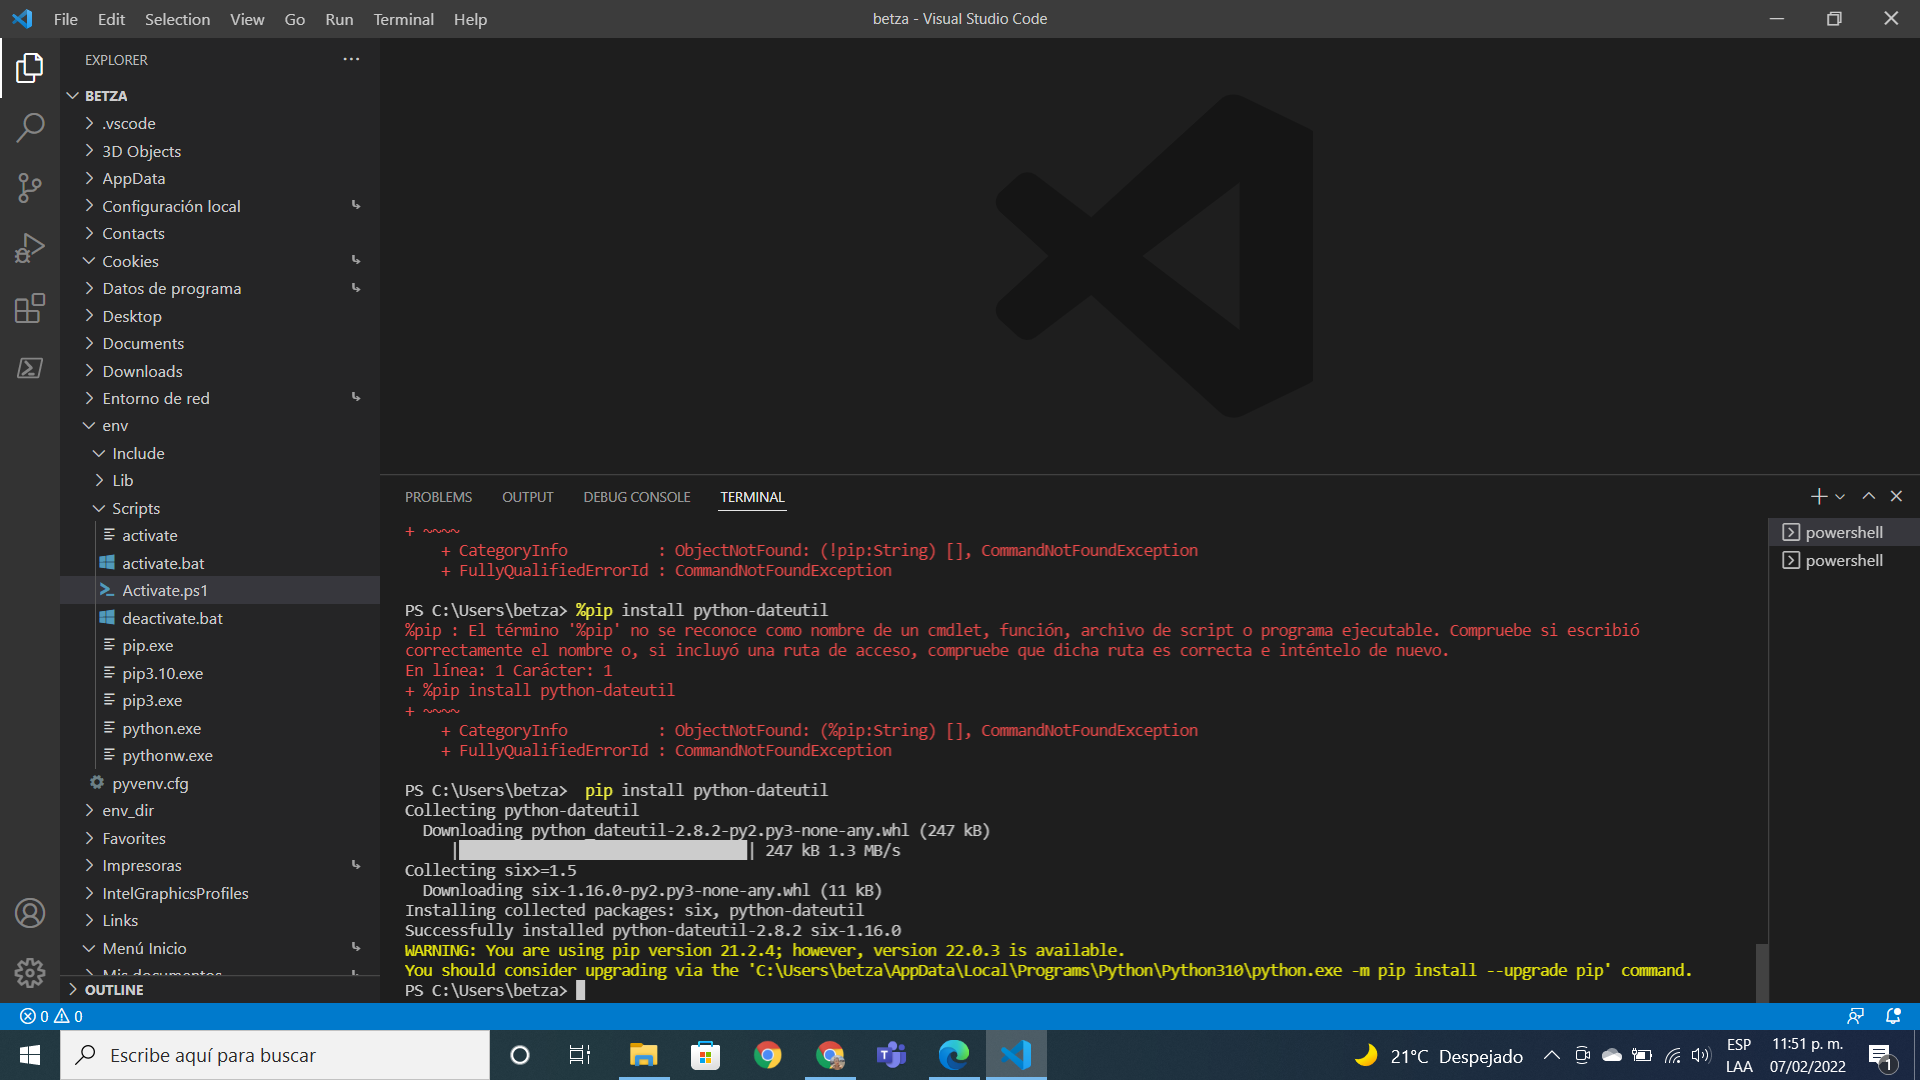 File Edit Selection View Go Run Terminal Help
betza - Visual Studio Code
EXPLORER
BETZA
.vscode
3D Objects
AppData
Configuración local
Contacts
Cookies
Datos de programa
Desktop
Documents
Downloads
Entorno de red
env
Include
Lib
Scripts
activate
activate.bat
Activate.ps1
deactivate.bat
pip.exe
pip3.10.exe
pip3.exe
python.exe
pythonw.exe
pyvenv.cfg
env_dir
Favorites
Impresoras
IntelGraphicsProfiles
Links
Menú Inicio
Mis documentos
OUTLINE
PROBLEMS OUTPUT DEBUG CONSOLE TERMINAL
powershell
powershell
+ ~~~~
+ CategoryInfo : ObjectNotFound: (!pip:String) [], CommandNotFoundException
+ FullyQualifiedErrorId : CommandNotFoundException
PS C:\Users\betza> %pip install python-dateutil
%pip : El término '%pip' no se reconoce como nombre de un cmdlet, función, archivo de script o programa ejecutable. Compruebe si escribió
correctamente el nombre o, si incluyó una ruta de acceso, compruebe que dicha ruta es correcta e inténtelo de nuevo.
En línea: 1 Carácter: 1
+ %pip install python-dateutil
+ ~~~~
+ CategoryInfo : ObjectNotFound: (%pip:String) [], CommandNotFoundException
+ FullyQualifiedErrorId : CommandNotFoundException
PS C:\Users\betza> pip install python-dateutil
Collecting python-dateutil
Downloading python_dateutil-2.8.2-py2.py3-none-any.whl (247 kB)
| | 247 kB 1.3 MB/s
Collecting six>=1.5
Downloading six-1.16.0-py2.py3-none-any.whl (11 kB)
Installing collected packages: six, python-dateutil
Successfully installed python-dateutil-2.8.2 six-1.16.0
WARNING: You are using pip version 21.2.4; however, version 22.0.3 is available.
You should consider upgrading via the 'C:\Users\betza\AppData\Local\Programs\Python\Python310\python.exe -m pip install --upgrade pip' command.
PS C:\Users\betza>
0 0
Escribe aquí para buscar
21°C Despejado
ESP
LAA
11:51 p. m.
07/02/2022
1